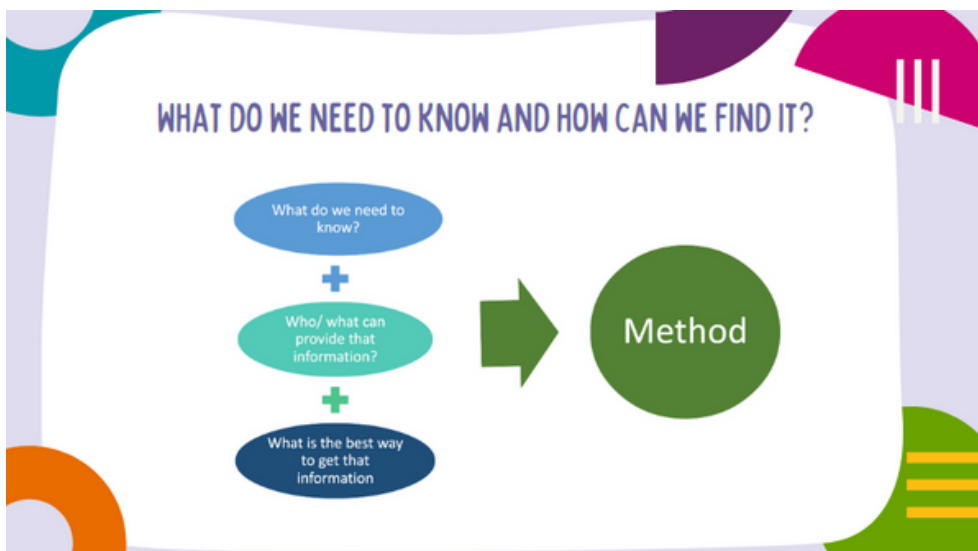 WHAT DO WE NEED TO KNOW AND HOW CAN WE FIND IT?
What do we need to
know?
Who/ what can
provide that
information?
What is the best way
to get that
information
Method